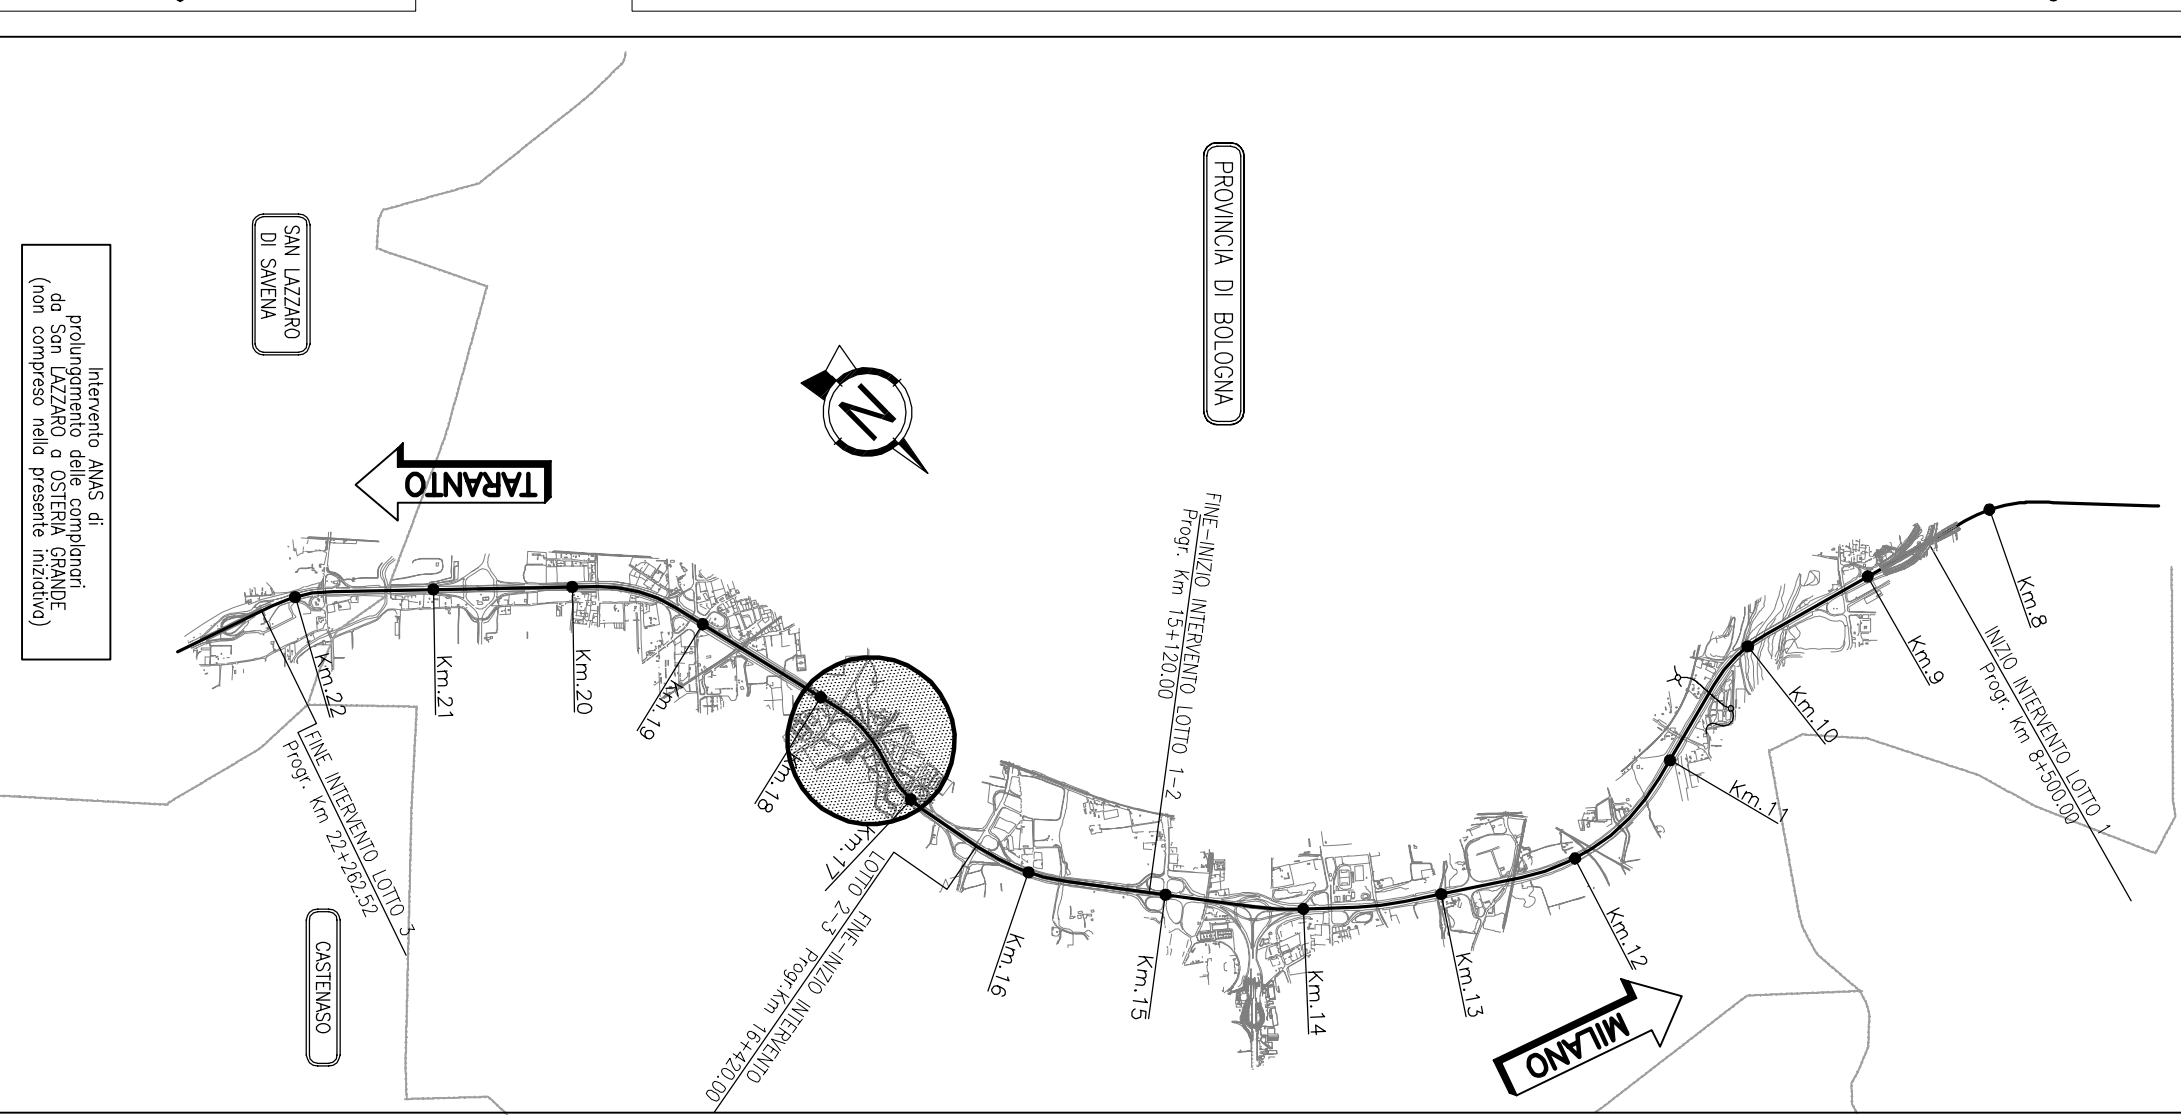 PROVINCIA DI BOLOGNA
SAN LAZZARO
DI SAVENA
Intervento ANAS di
prolungamento delle complanari
da San LAZZARO a OSTERIA GRANDE
(non compreso nella presente iniziativa)
TARANTO
N
FINE-INIZIO INTERVENTO LOTTO 1-2
Progr. Km 15+120.00
Km.8
INIZIO INTERVENTO LOTTO 1
Progr. Km 8+500.00
Km.9
Km.10
Km.11
Km.12
Km.13
Km.14
Km.15
Km.16
Km.17
Km.18
Km.19
Km.20
Km.21
Km.22
FINE INTERVENTO LOTTO 3
Progr. Km 22+262.52
FINE-INIZIO INTERVENTO
LOTTO 2-3 Progr.Km 16+420.00
CASTENASO
MILANO